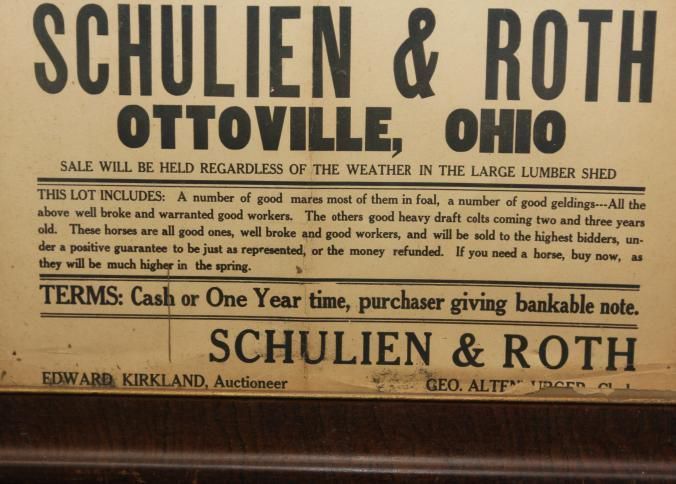 SCHULIEN & ROTH
OTTOVILLE, OHIO
SALE WILL BE HELD REGARDLESS OF THE WEATHER IN THE LARGE LUMBER SHED
THIS LOT INCLUDES: A number of good mares most of them in foal, a number of good geldings---All the
above well broke and warranted good workers. The others good heavy draft colts coming two and three years
old. These horses are all good ones, well broke and good workers, and will be sold to the highest bidders, un-
der a positive guarantee to be just as represented, or the money refunded. If you need a horse, buy now, as
they will be much higher in the spring.
TERMS: Cash or One Year time, purchaser giving bankable note.
SCHULIEN & ROTH
EDWARD KIRKLAND, Auctioneer GEO.